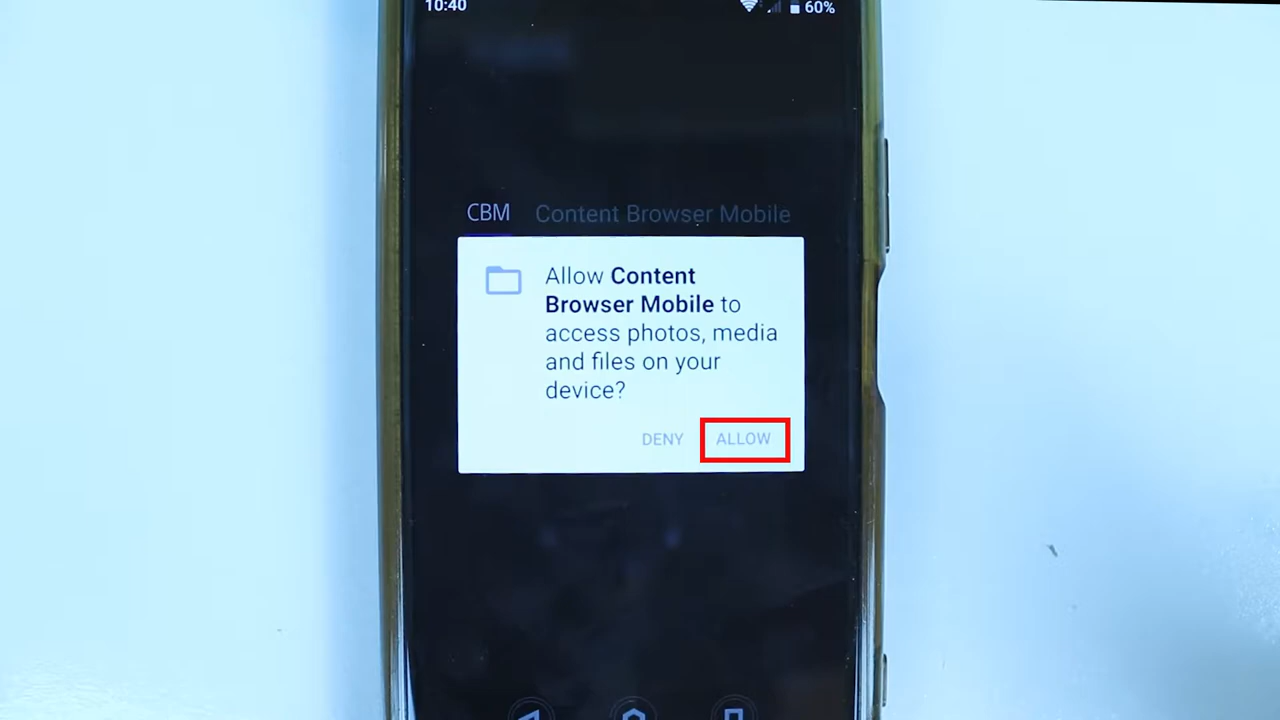 10:40 60%
CBM Content Browser Mobile
Allow Content
Browser Mobile to
access photos, media
and files on your
device?
DENY ALLOW